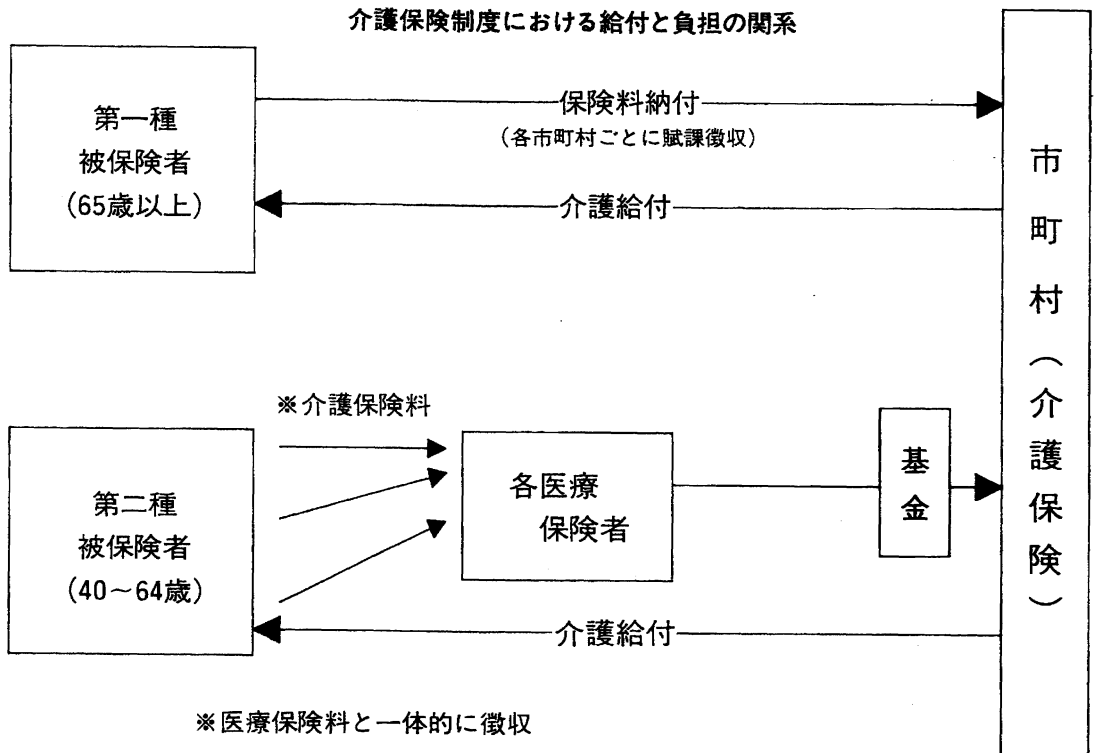 介護保険制度における給付と負担の関係
第一種
被保険者
(65歳以上)
保険料納付
(各市町村ごとに賦課徴収)
介護給付
市町村(介護保険)
※介護保険料
第二種
被保険者
(40～64歳)
各医療
保険者
基金
介護給付
※医療保険料と一体的に徴収